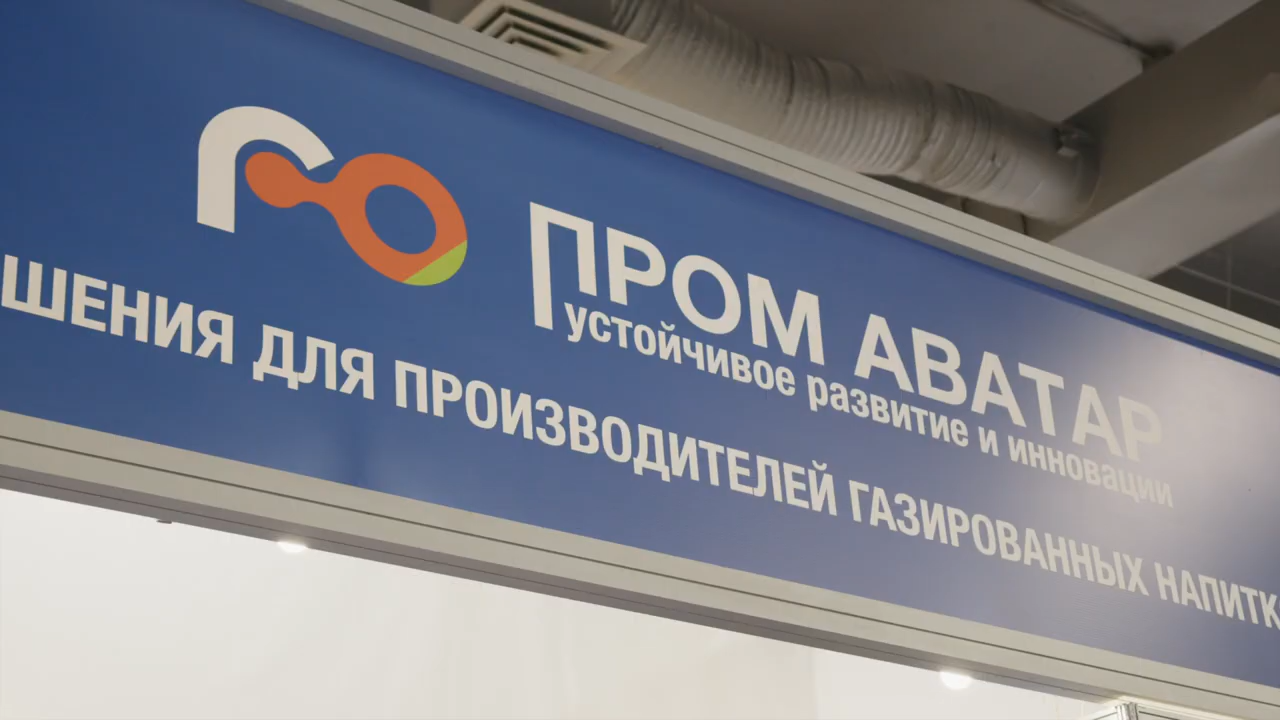 ПРОМ АВАТАР
устойчивое развитие и инновации
ШЕНИЯ ДЛЯ ПРОИЗВОДИТЕЛЕЙ ГАЗИРОВАННЫХ НАПИТК